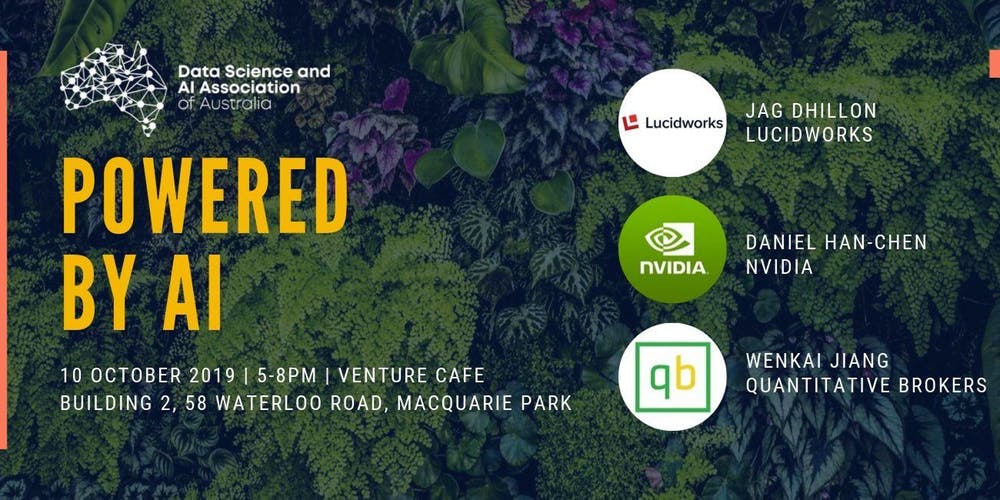 Data Science and
AI Association
of Australia
POWERED
BY AI
10 OCTOBER 2019 | 5-8PM | VENTURE CAFE
BUILDING 2, 58 WATERLOO ROAD, MACQUARIE PARK
Lucidworks
JAG DHILLON
LUCIDWORKS
NVIDIA.
DANIEL HAN-CHEN
NVIDIA
qb
WENKAI JIANG
QUANTITATIVE BROKERS